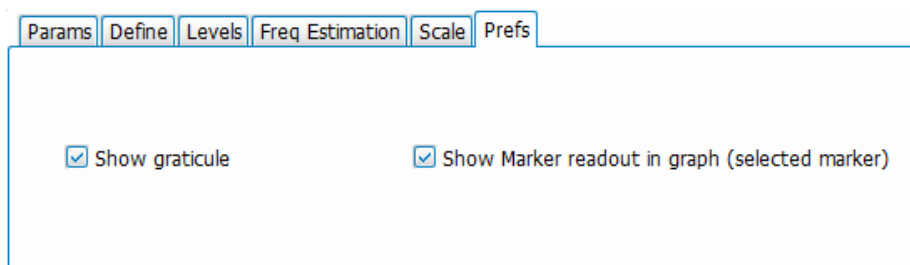 Params Define Levels Freq Estimation Scale Prefs
Show graticule Show Marker readout in graph (selected marker)